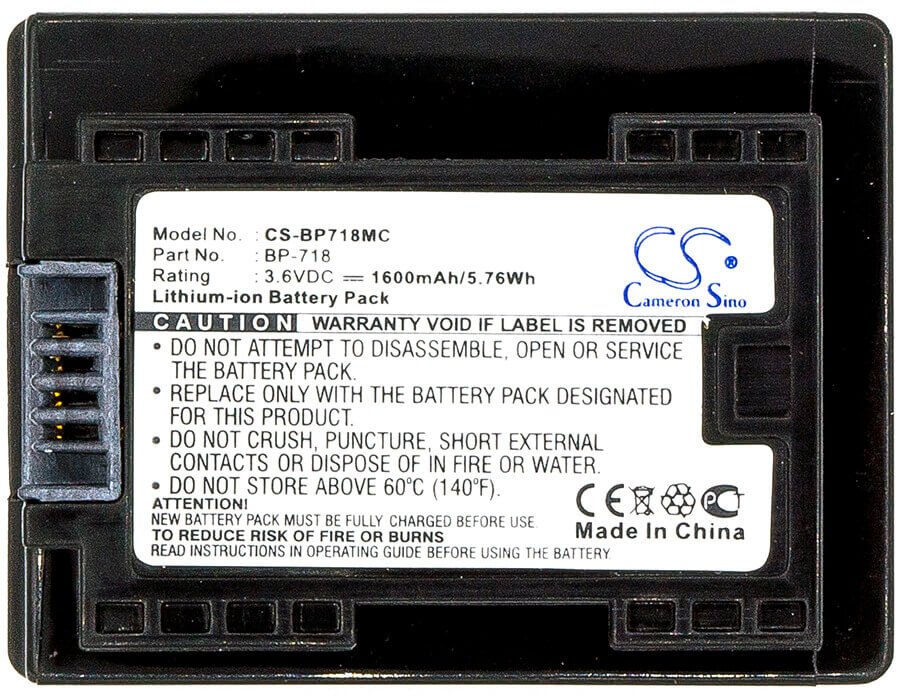 Model No. : CS-BP718MC
Part No. : BP-718
Rating : 3.6VDC ⎓ 1600mAh/5.76Wh
Lithium-ion Battery Pack
CS ®
Cameron Sino
CAUTION WARRANTY VOID IF LABEL IS REMOVED
• DO NOT ATTEMPT TO DISASSEMBLE, OPEN OR SERVICE
THE BATTERY PACK.
• REPLACE ONLY WITH THE BATTERY PACK DESIGNATED
FOR THIS PRODUCT.
• DO NOT CRUSH, PUNCTURE, SHORT EXTERNAL
CONTACTS OR DISPOSE OF IN FIRE OR WATER.
• DO NOT STORE ABOVE 60°C (140°F).
ATTENTION!
NEW BATTERY PACK MUST BE FULLY CHARGED BEFORE USE.
TO REDUCE RISK OF FIRE OR BURNS
READ INSTRUCTIONS IN OPERATING GUIDE BEFORE USING THE BATTERY.
CE PCT
Made In China